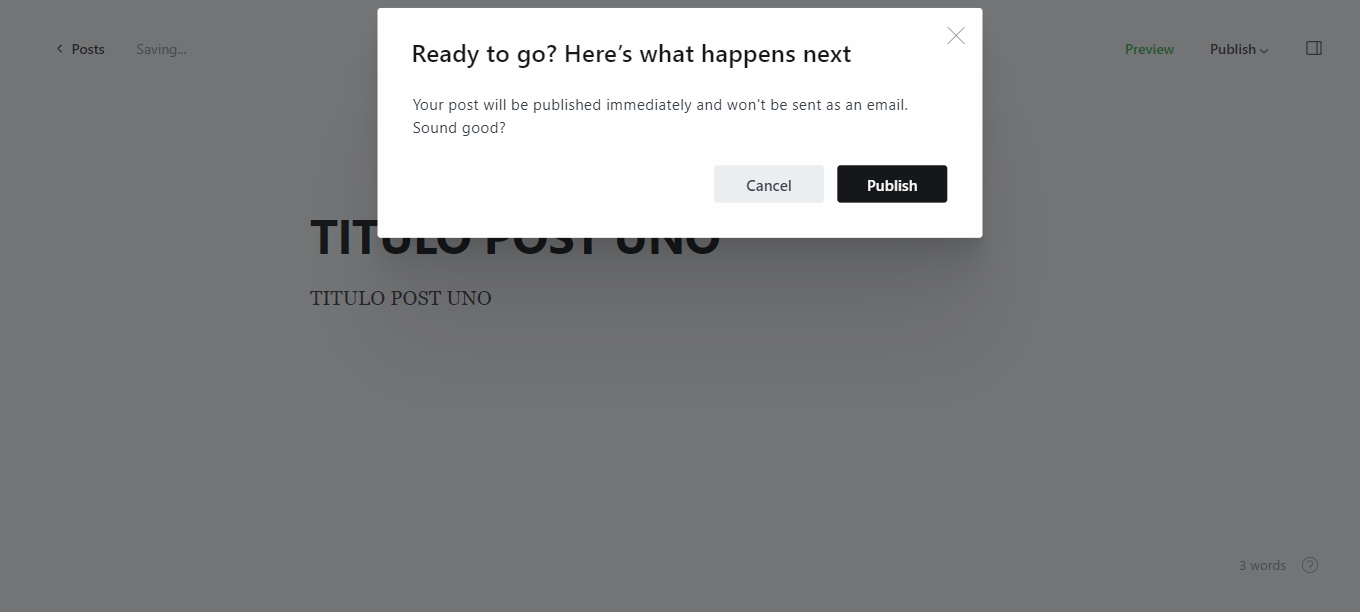 Posts
Saving...
Preview
Publish
Ready to go? Here’s what happens next
Your post will be published immediately and won't be sent as an email.
Sound good?
Cancel
Publish
TITULO POST UNO
TITULO POST UNO
3 words
?